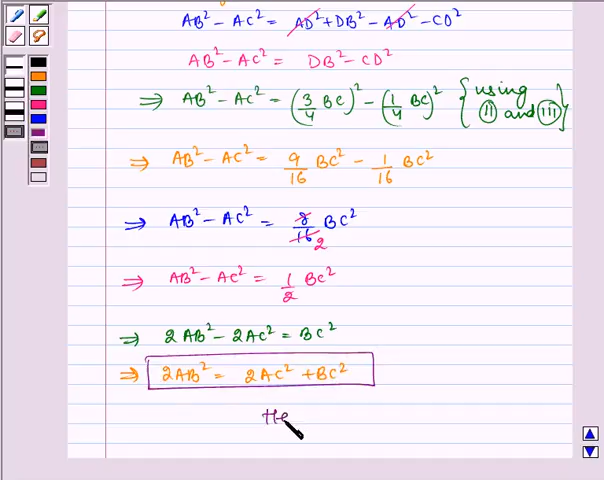 AB² - AC² = AD² + DB² - AD² - CD²
AB² - AC² = DB² - CD²
⇒ AB² - AC² = (3/4 BC)² - (1/4 BC)² {using (II) and (III)}
⇒ AB² - AC² = 9/16 BC² - 1/16 BC²
⇒ AB² - AC² = 8/16 2 BC²
⇒ AB² - AC² = 1/2 BC²
⇒ 2AB² - 2AC² = BC²
⇒ 2AB² = 2AC² + BC²
He